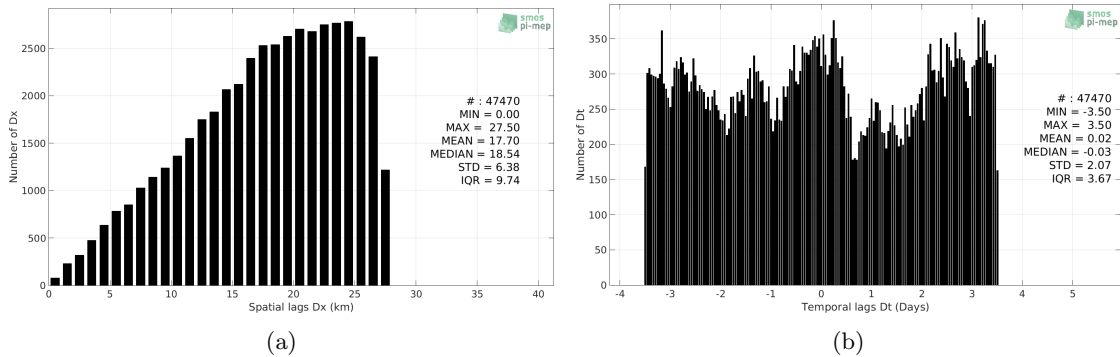 smos
pi-mep
Number of Dx
2500
2000
1500
1000
500
0
# : 47470
MIN = 0.00
MAX = 27.50
MEAN = 17.70
MEDIAN = 18.54
STD = 6.38
IQR = 9.74
0 5 10 15 20 25 30 35 40
Spatial lags Dx (km)
(a)
smos
pi-mep
Number of Dt
350
300
250
200
150
100
50
0
# : 47470
MIN = -3.50
MAX = 3.50
MEAN = 0.02
MEDIAN = -0.03
STD = 2.07
IQR = 3.67
-4 -3 -2 -1 0 1 2 3 4 5
Temporal lags Dt (Days)
(b)